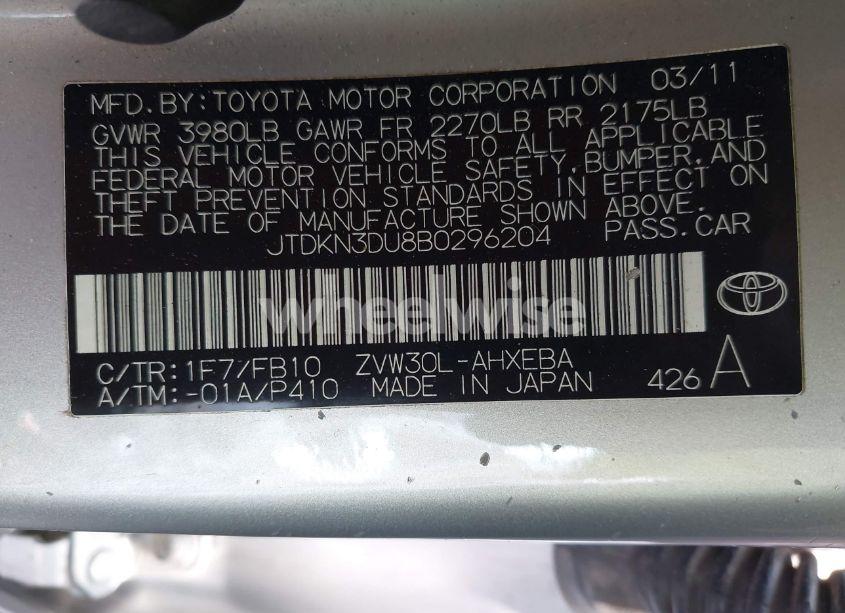 MFD. BY: TOYOTA MOTOR CORPORATION 03/11
GVWR 3980LB GAWR FR 2270LB RR 2175LB
THIS VEHICLE CONFORMS TO ALL APPLICABLE
FEDERAL MOTOR VEHICLE SAFETY, BUMPER, AND
THEFT PREVENTION STANDARDS IN EFFECT ON
THE DATE OF MANUFACTURE SHOWN ABOVE.
JTDKN3DU8B0296204 PASS. CAR
wheelwise
C/TR: 1F7/FB10 ZVW30L-AHXEBA
A/TM: -01A/P410 MADE IN JAPAN 426 A